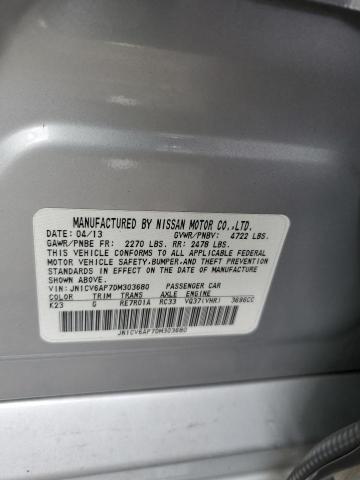 MANUFACTURED BY NISSAN MOTOR CO.,LTD.
DATE: 04/13 GVWR/PNBV: 4722 LBS.
GAWR/PNBE FR: 2270 LBS. RR: 2478 LBS.
THIS VEHICLE CONFORMS TO ALL APPLICABLE FEDERAL
MOTOR VEHICLE SAFETY,BUMPER, AND THEFT PREVENTION
STANDARDS IN EFFECT ON THE DATE OF MANUFACTURE
SHOWN ABOVE.
VIN: JN1CV6AP7DM303680 PASSENGER CAR
COLOR TRIM TRANS AXLE ENGINE
K23 G RE7R01A RC33 VQ37(VHR) 3696CC
JN1CV6AP7DM303680